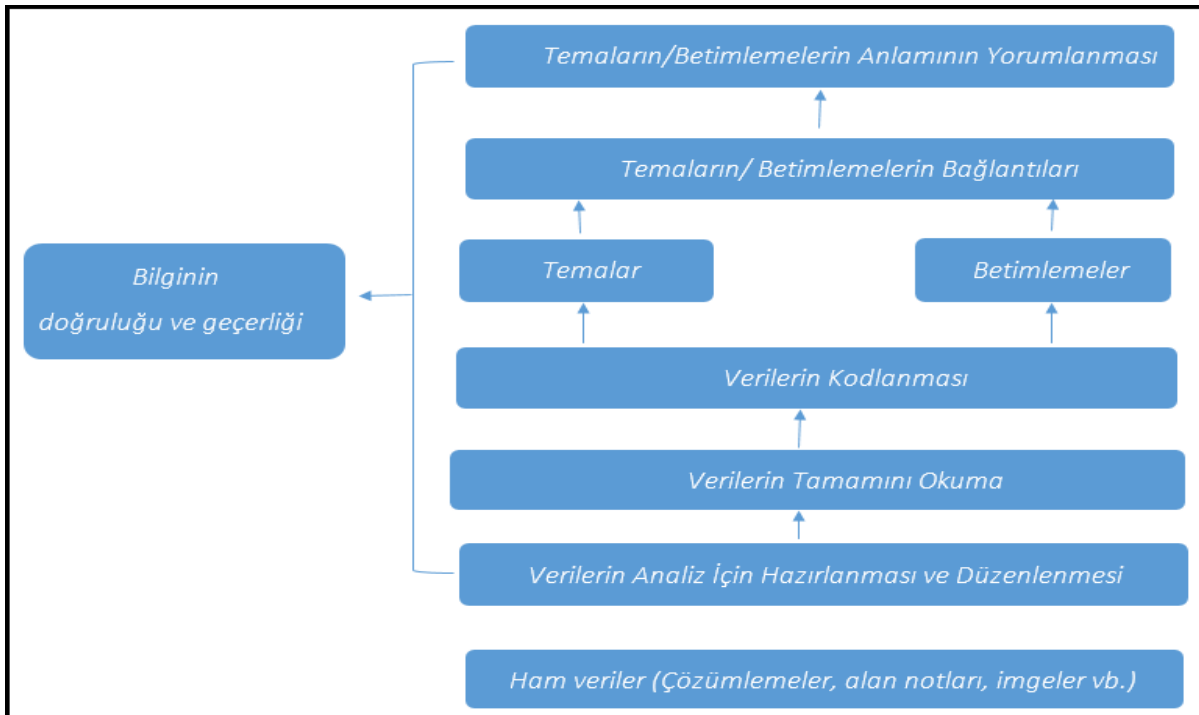 Temaların/Betimlemelerin Anlamının Yorumlanması
Temaların/ Betimlemelerin Bağlantıları
Temalar
Betimlemeler
Bilginin
doğruluğu ve geçerliği
Verilerin Kodlanması
Verilerin Tamamını Okuma
Verilerin Analiz İçin Hazırlanması ve Düzenlenmesi
Ham veriler (Çözümlemeler, alan notları, imgeler vb.)